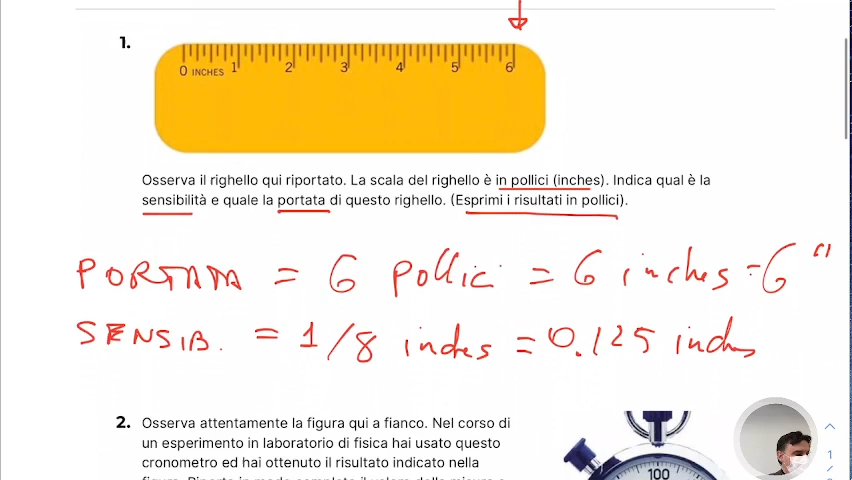 1.
0 INCHES 1 2 3 4 5 6
Osserva il righello qui riportato. La scala del righello è in pollici (inches). Indica qual è la
sensibilità e quale la portata di questo righello. (Esprimi i risultati in pollici).
PORTATA = 6 pollici = 6 inches = 6"
SENSIB. = 1/8 inches = 0.125 inches
2. Osserva attentamente la figura qui a fianco. Nel corso di
un esperimento in laboratorio di fisica hai usato questo
cronometro ed hai ottenuto il risultato indicato nella
100
1
/